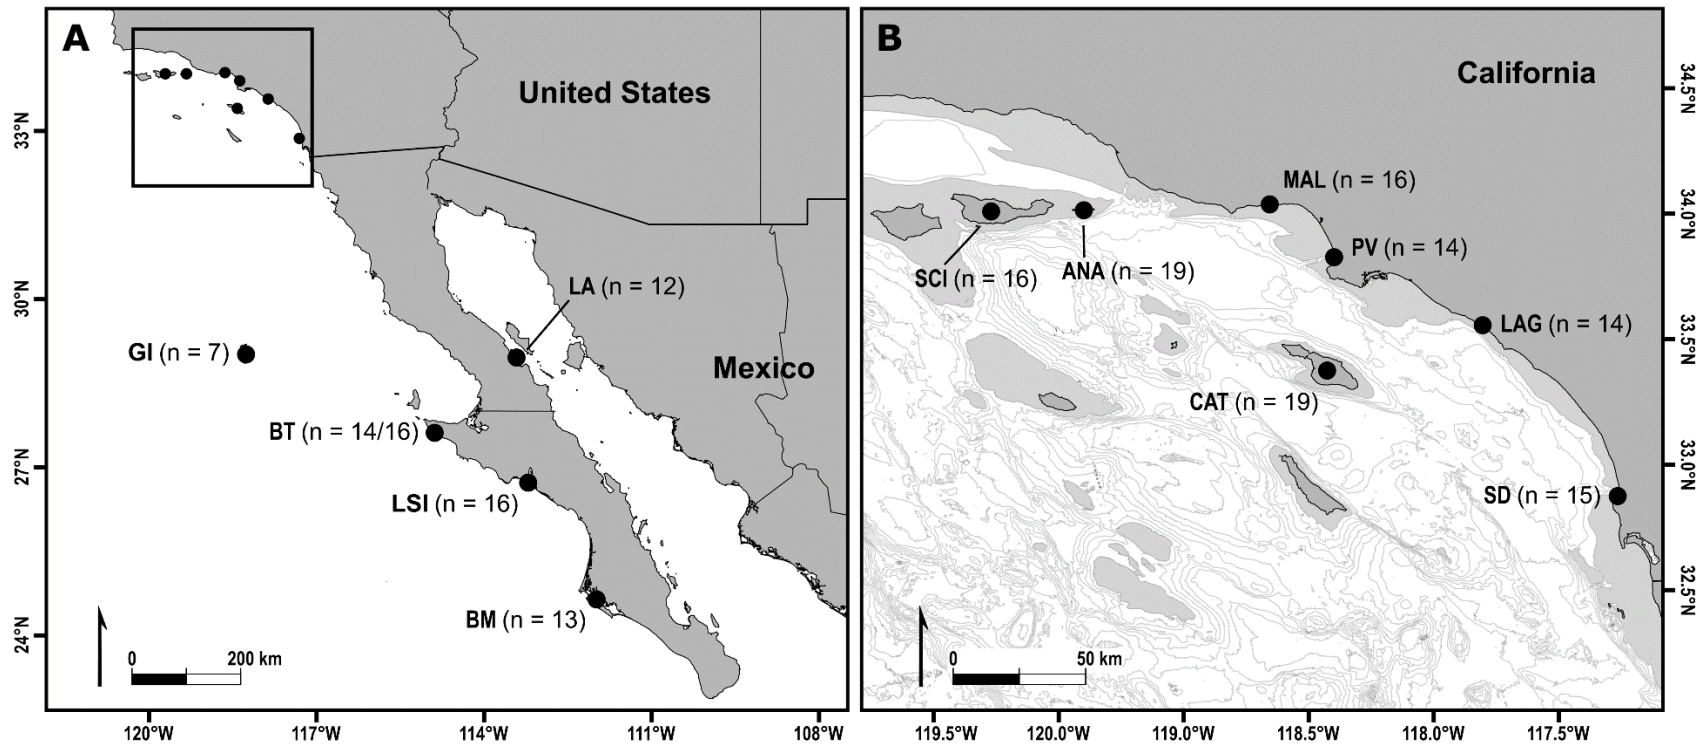 A
United States
LA (n = 12)
GI (n = 7)
Mexico
BT (n = 14/16)
LSI (n = 16)
BM (n = 13)
0 200 km
33°N
30°N
27°N
24°N
120°W 117°W 114°W 111°W 108°W
B
California
MAL (n = 16)
PV (n = 14)
SCI (n = 16)
ANA (n = 19)
LAG (n = 14)
CAT (n = 19)
SD (n = 15)
0 50 km
34.5°N
34.0°N
33.5°N
33.0°N
32.5°N
119.5°W 120.0°W 119.0°W 118.5°W 118.0°W 117.5°W